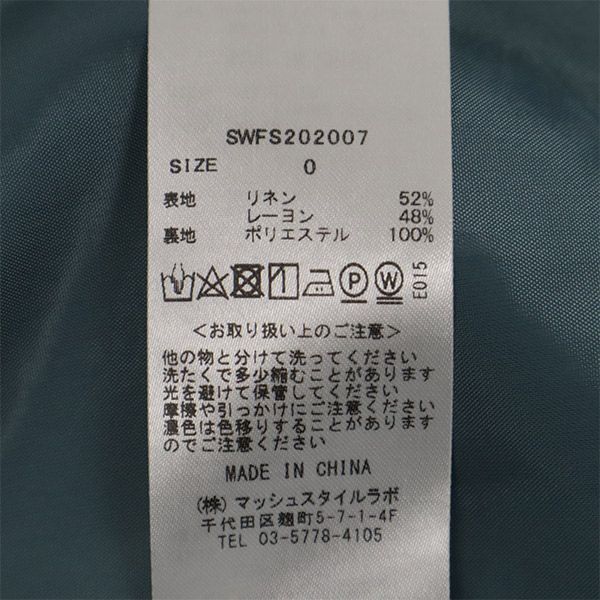 SWFS202007
SIZE 0
表地 リネン 52%
レーヨン 48%
裏地 ポリエステル 100%
P W E015
<お取り扱い上のご注意>
他の物と分けて洗ってください
洗たくで多少縮むことがあります
光を避けて保管してください
摩擦や引っかけにご注意ください
濃色は色移りすることがあります
のでご注意ください
MADE IN CHINA
(株)マッシュスタイルラボ
千代田区麹町5-7-1-4F
TEL 03-5778-4105